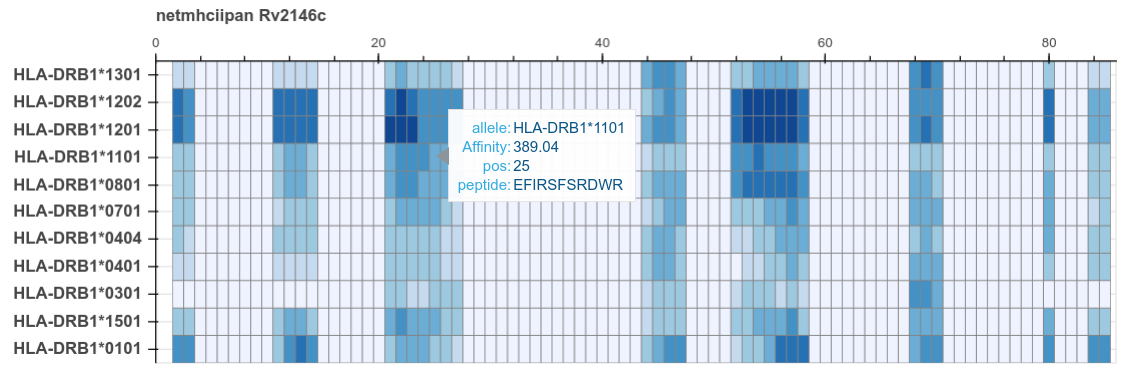 netmhciipan Rv2146c
0 20 40 60 80
HLA-DRB1*1301
HLA-DRB1*1202
HLA-DRB1*1201
HLA-DRB1*1101
HLA-DRB1*0801
HLA-DRB1*0701
HLA-DRB1*0404
HLA-DRB1*0401
HLA-DRB1*0301
HLA-DRB1*1501
HLA-DRB1*0101
allele: HLA-DRB1*1101
Affinity: 389.04
pos: 25
peptide: EFIRSFSRDWR